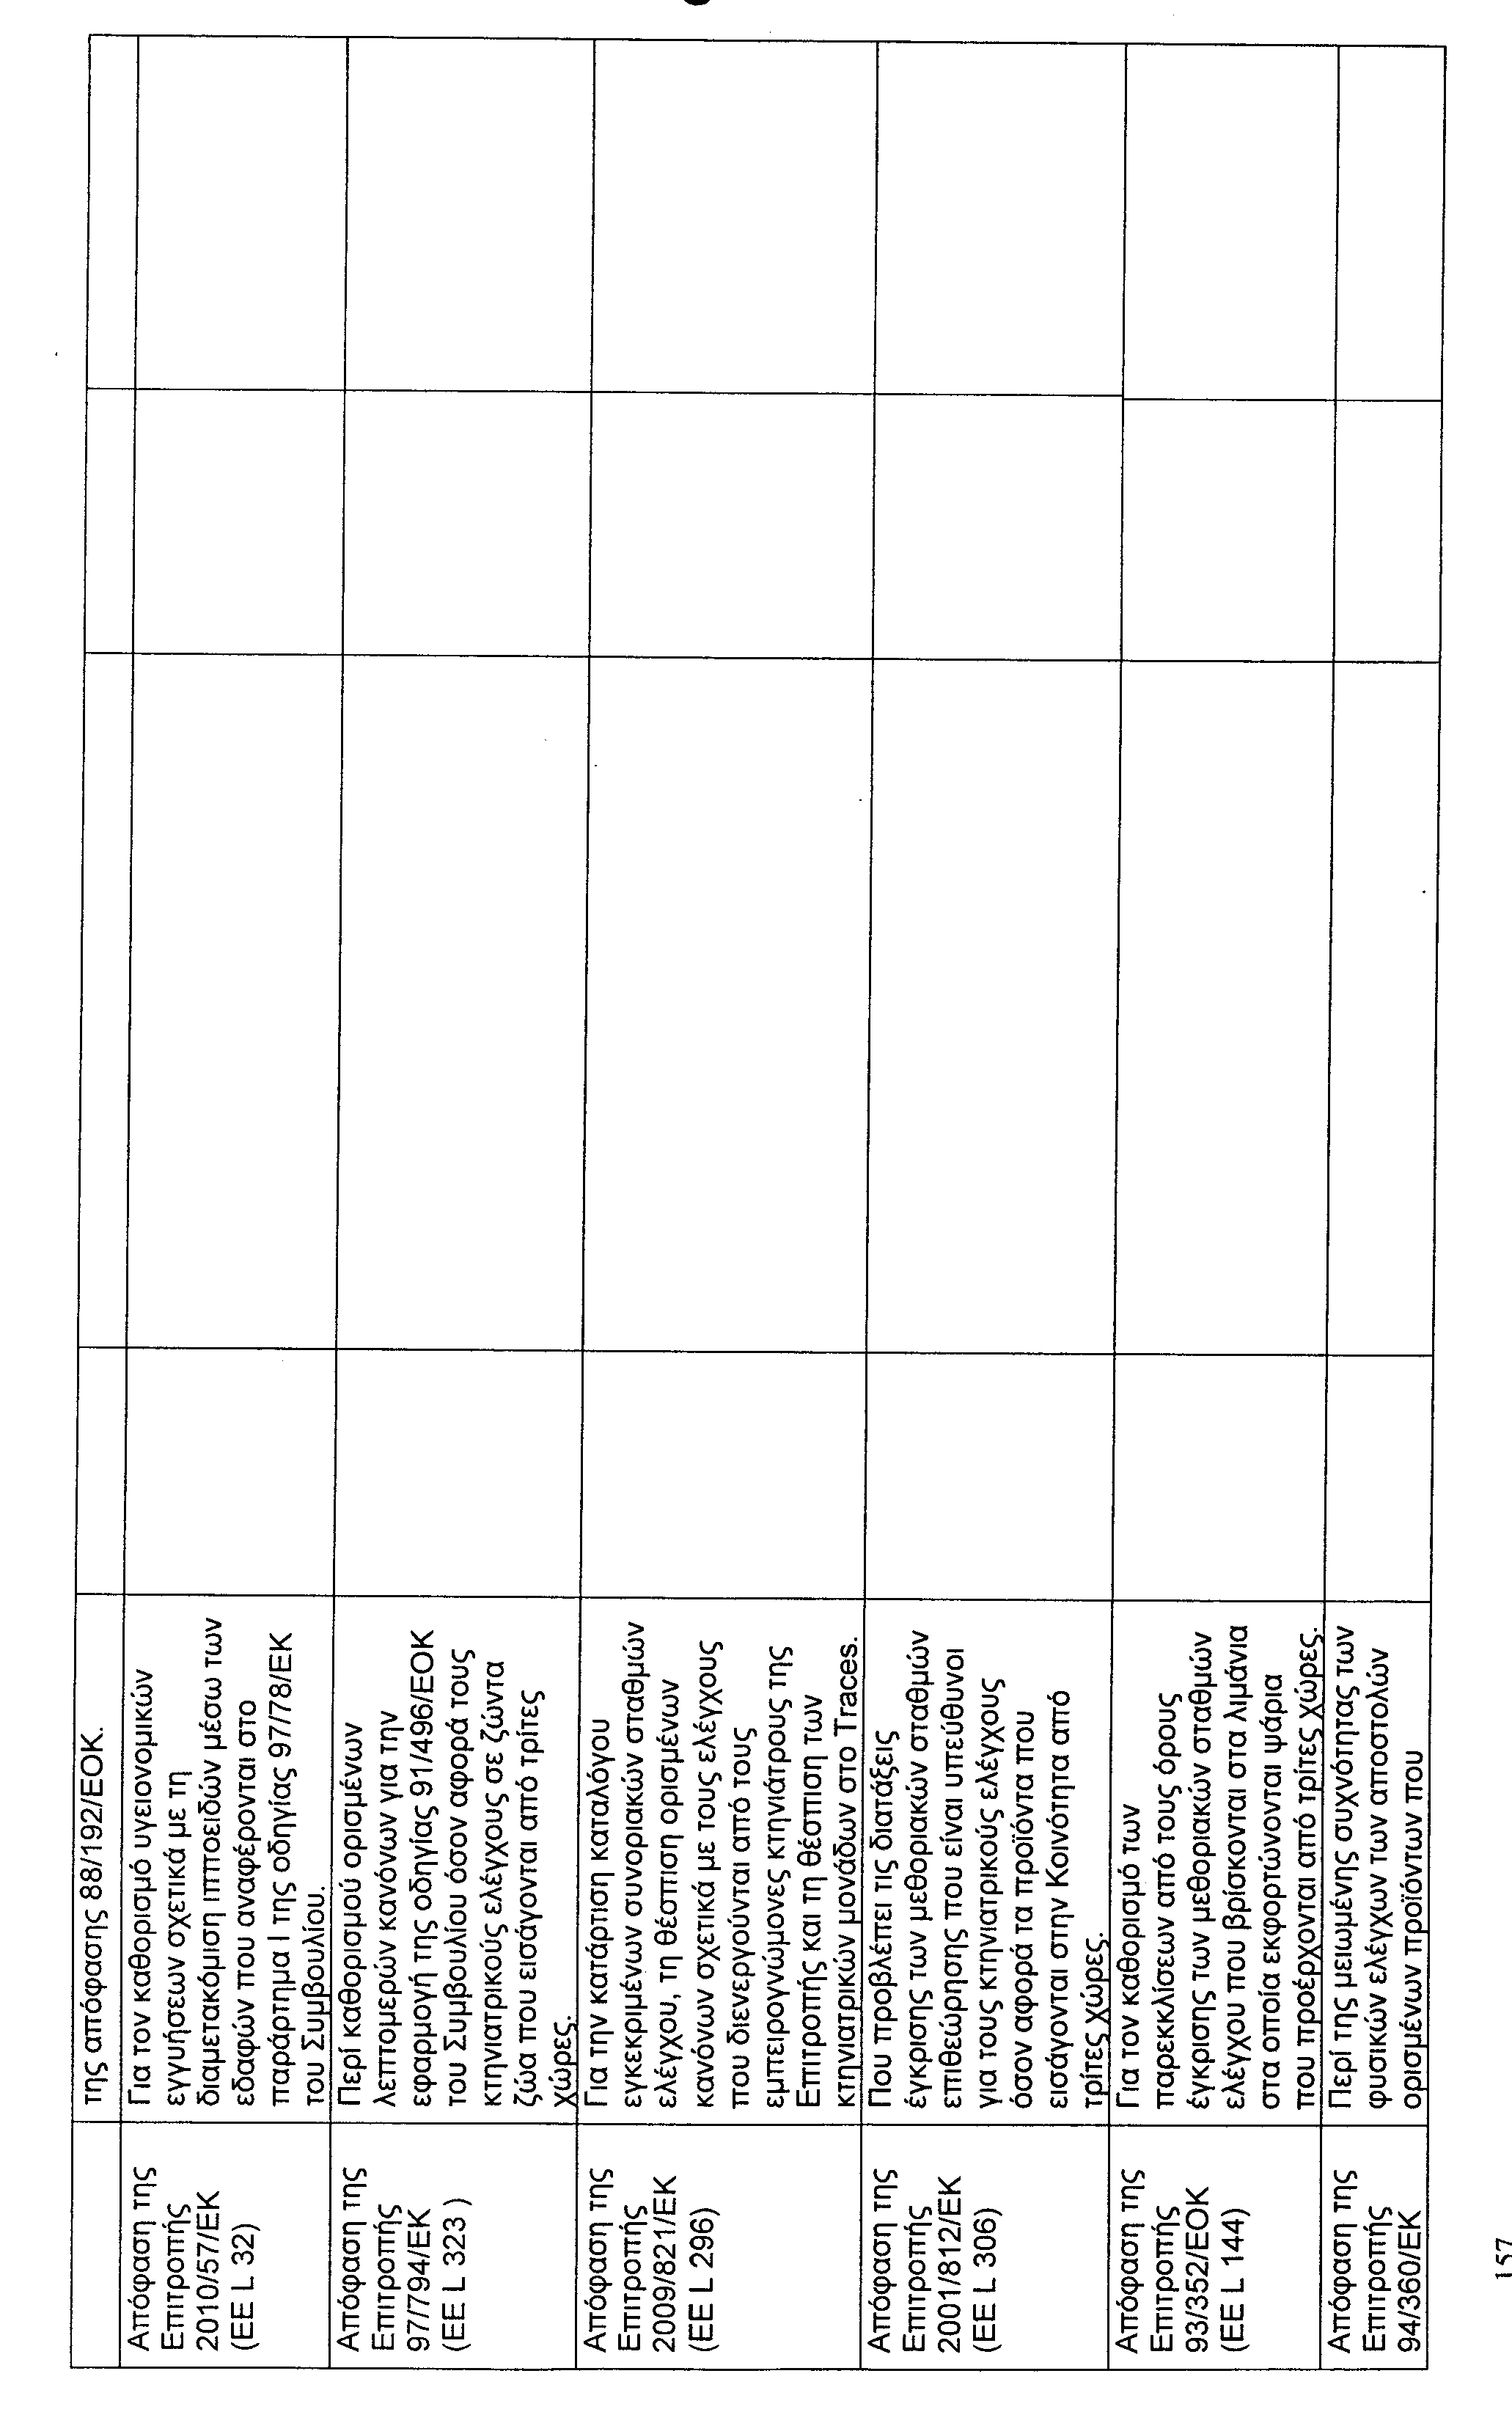 της απόφασης 88/192/ΕΟΚ.
Απόφαση της
Επιτροπής
2010/57/ΕΚ
(ΕΕ L 32)
Για τον καθορισμό υγειονομικών
εγγυήσεων σχετικά με τη
διαμετακόμιση ιπποειδών μέσω των
εδαφών που αναφέρονται στο
παράρτημα Ι της οδηγίας 97/78/ΕΚ
του Συμβουλίου.
Απόφαση της
Επιτροπής
97/794/ΕΚ
(ΕΕ L 323 )
Περί καθορισμού ορισμένων
λεπτομερών κανόνων για την
εφαρμογή της οδηγίας 91/496/ΕΟΚ
του Συμβουλίου όσον αφορά τους
κτηνιατρικούς ελέγχους σε ζώντα
ζώα που εισάγονται από τρίτες
χώρες.
Απόφαση της
Επιτροπής
2009/821/ΕΚ
(ΕΕ L 296)
Για την κατάρτιση καταλόγου
εγκεκριμένων συνοριακών σταθμών
ελέγχου, τη θέσπιση ορισμένων
κανόνων σχετικά με τους ελέγχους
που διενεργούνται από τους
εμπειρογνώμονες κτηνιάτρους της
Επιτροπής και τη θέσπιση των
κτηνιατρικών μονάδων στο Traces.
Απόφαση της
Επιτροπής
2001/812/ΕΚ
(ΕΕ L 306)
Που προβλέπει τις διατάξεις
έγκρισης των μεθοριακών σταθμών
επιθεώρησης που είναι υπεύθυνοι
για τους κτηνιατρικούς ελέγχους
όσον αφορά τα προϊόντα που
εισάγονται στην Κοινότητα από
τρίτες χώρες.
Απόφαση της
Επιτροπής
93/352/ΕΟΚ
(ΕΕ L 144)
Για τον καθορισμό των
παρεκκλίσεων από τους όρους
έγκρισης των μεθοριακών σταθμών
ελέγχου που βρίσκονται στα λιμάνια
στα οποία εκφορτώνονται ψάρια
που προέρχονται από τρίτες χώρες.
Απόφαση της
Επιτροπής
94/360/ΕΚ
Περί της μειωμένης συχνότητας των
φυσικών ελέγχων των αποστολών
ορισμένων προϊόντων που
157